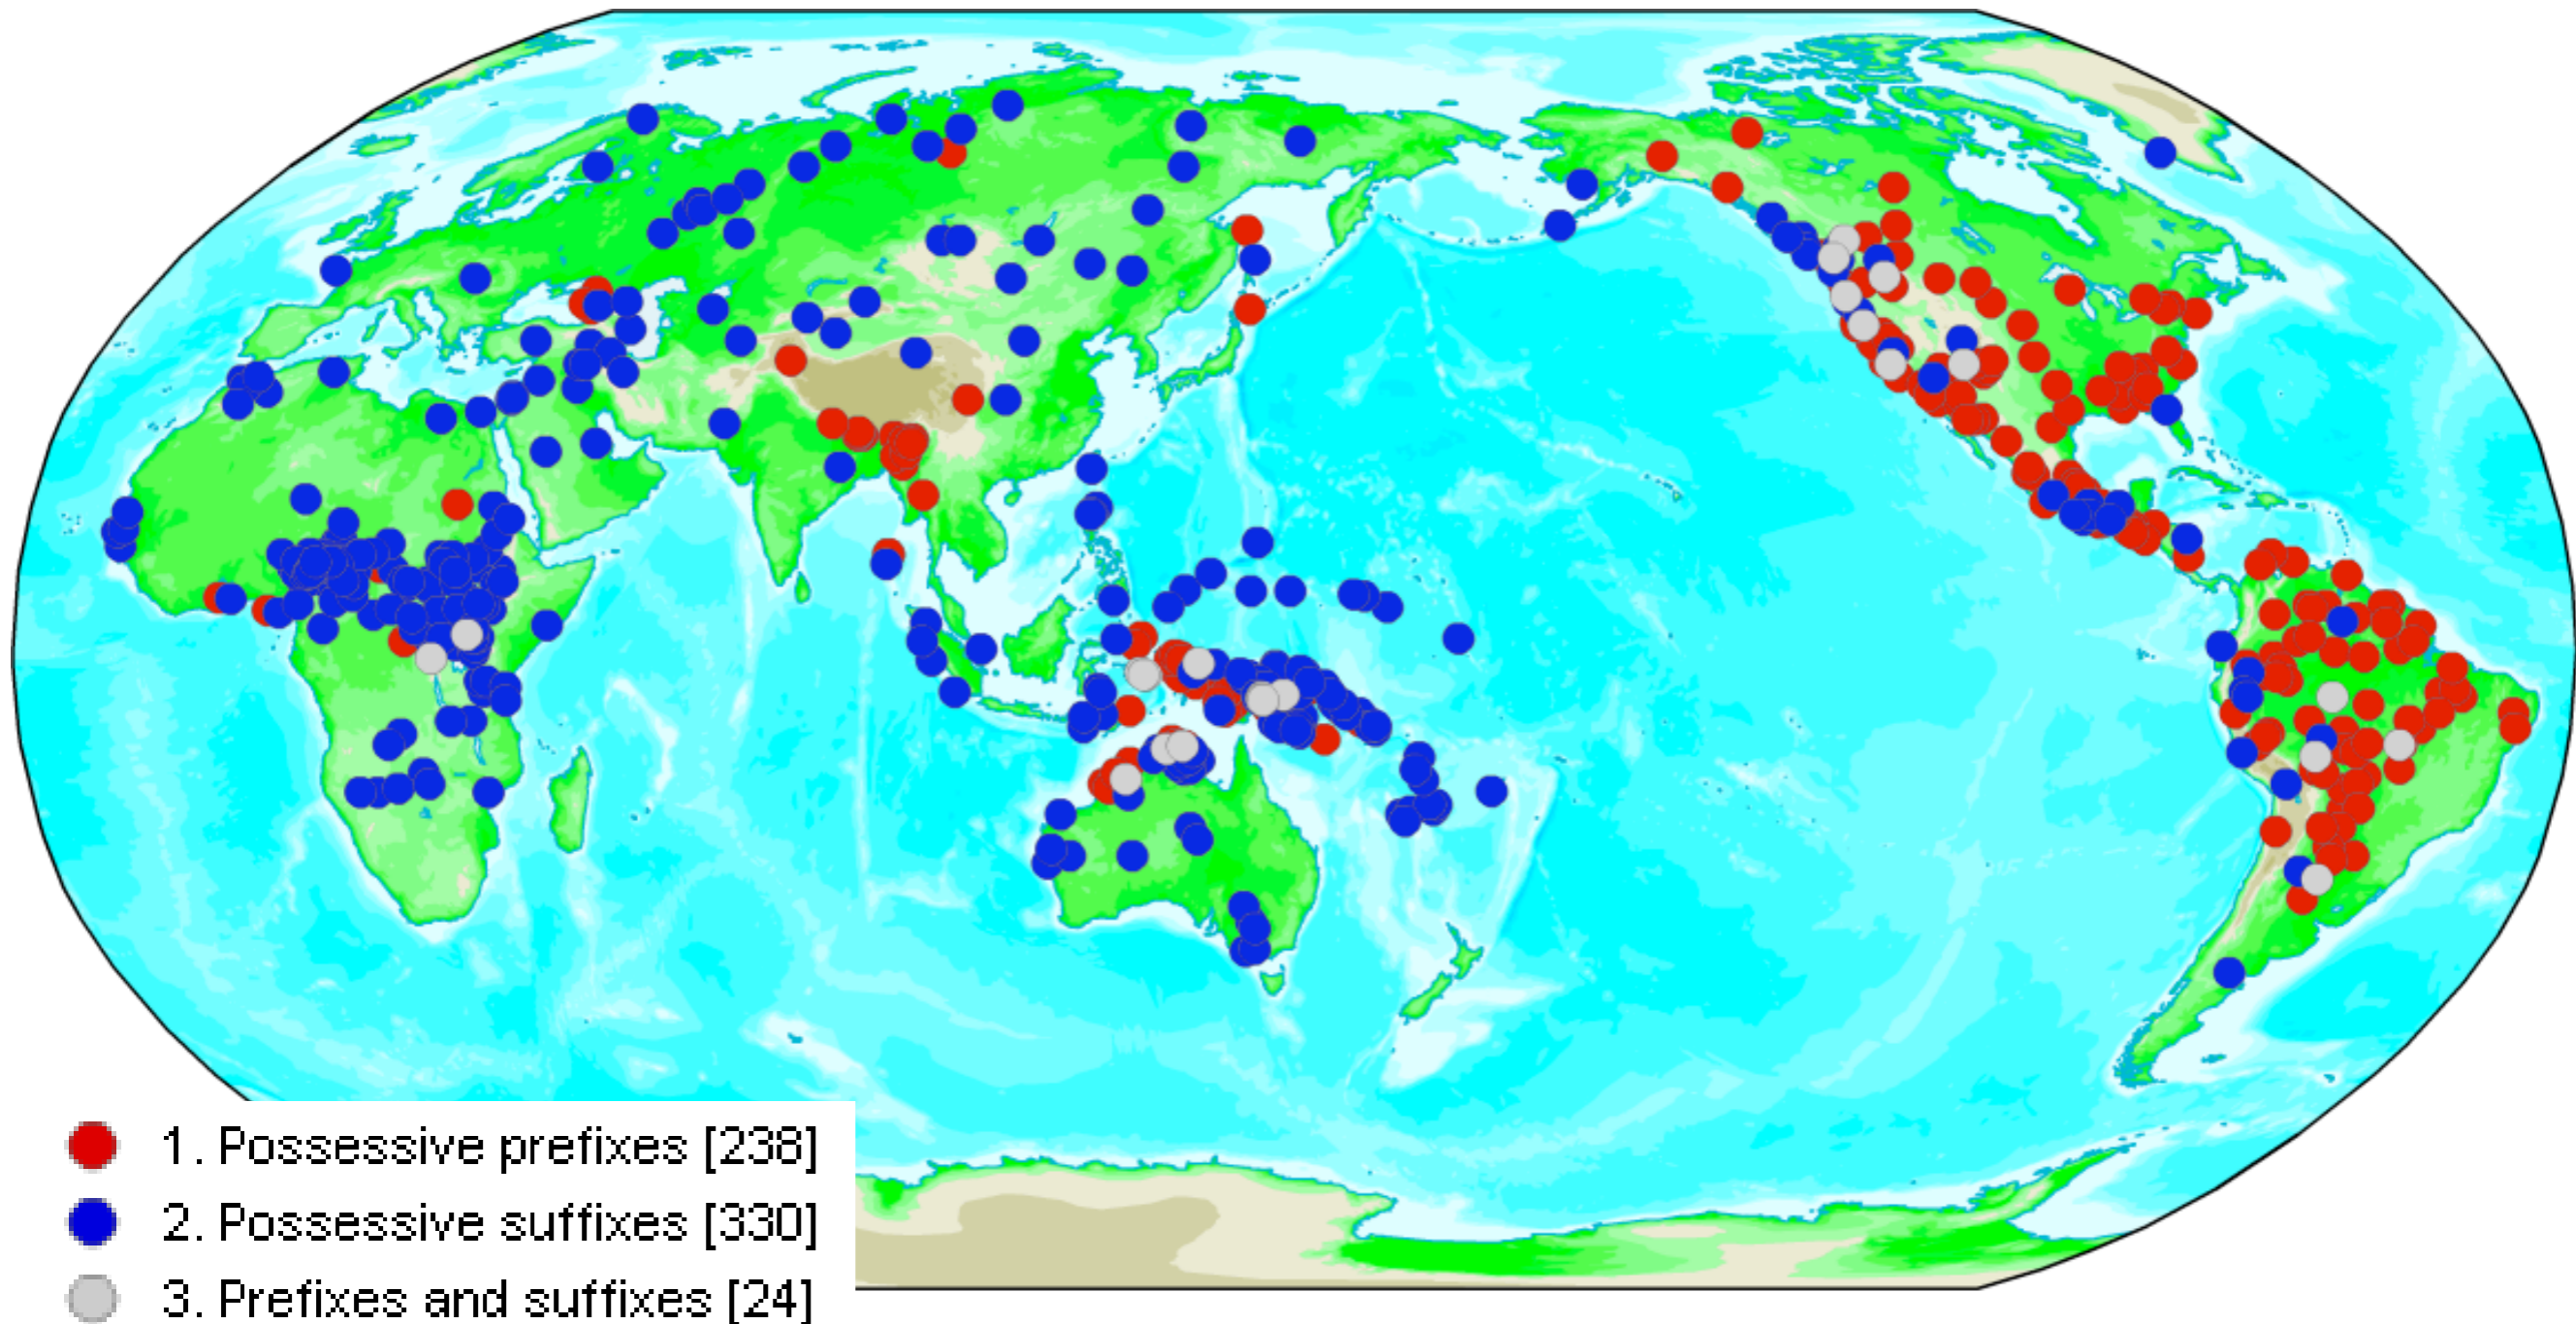 1. Possessive prefixes [238]
2. Possessive suffixes [330]
3. Prefixes and suffixes [24]